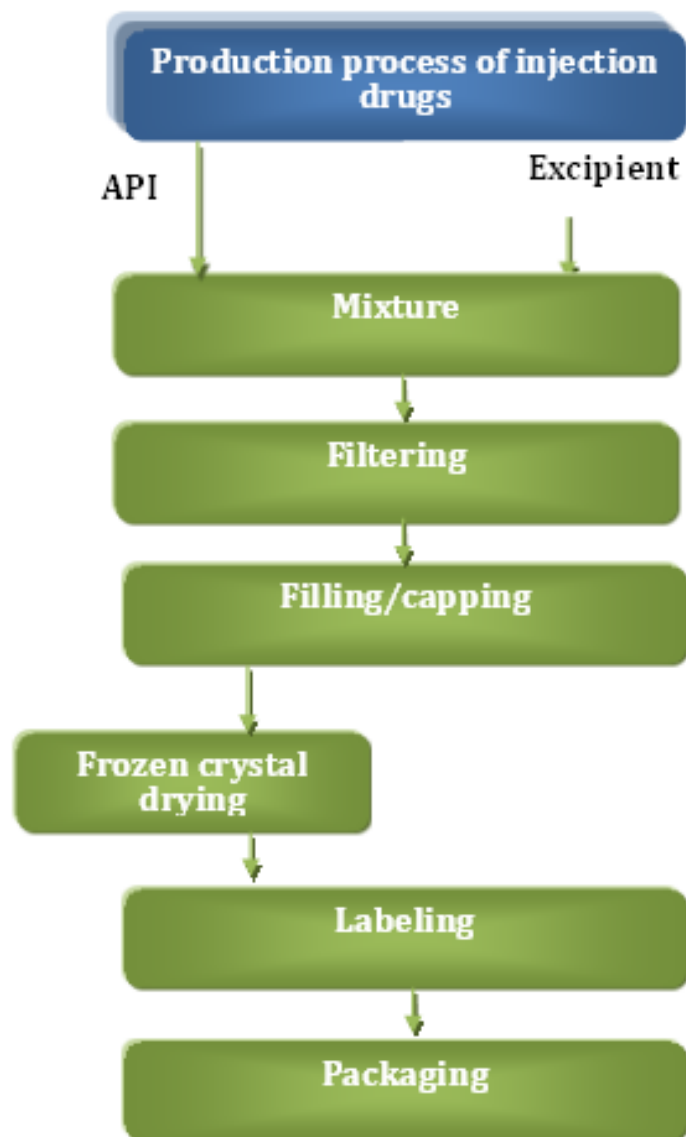 Production process of injection
drugs
API
Excipient
Mixture
Filtering
Filling/capping
Frozen crystal
drying
Labeling
Packaging